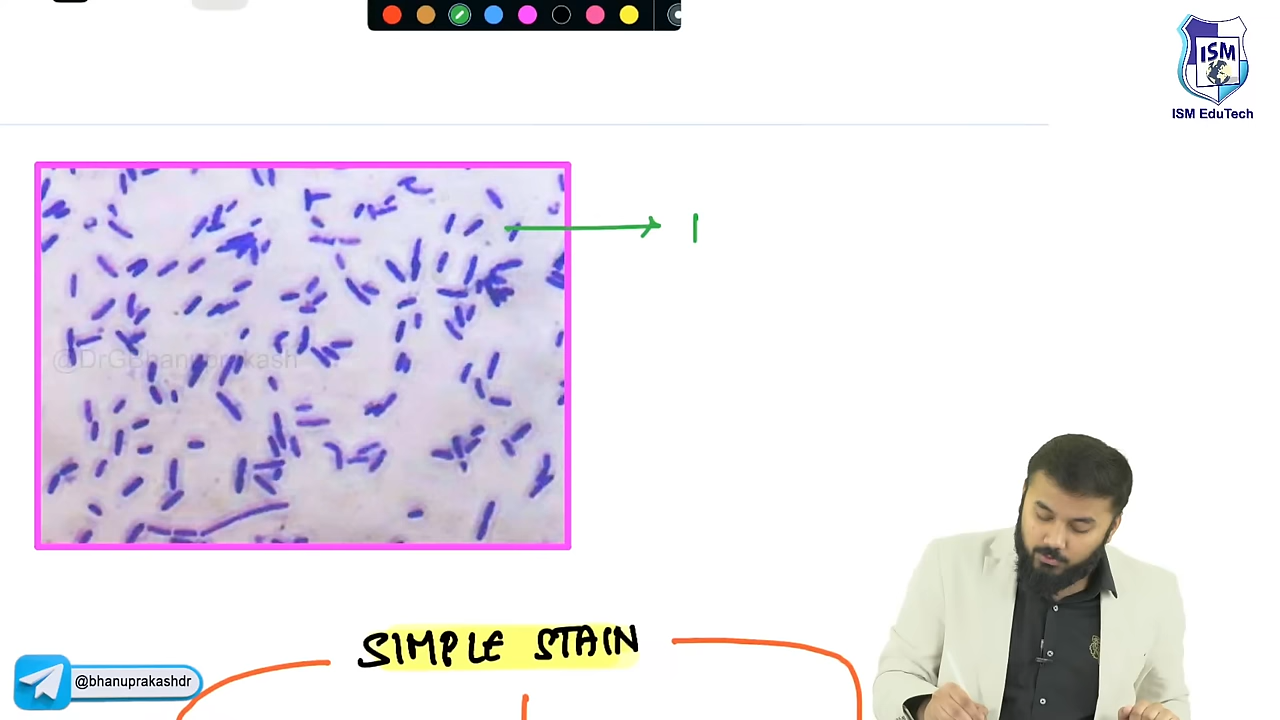 ISM
ISM EduTech
@DrGBhanuprakash
SIMPLE STAIN
@bhanuprakashdr